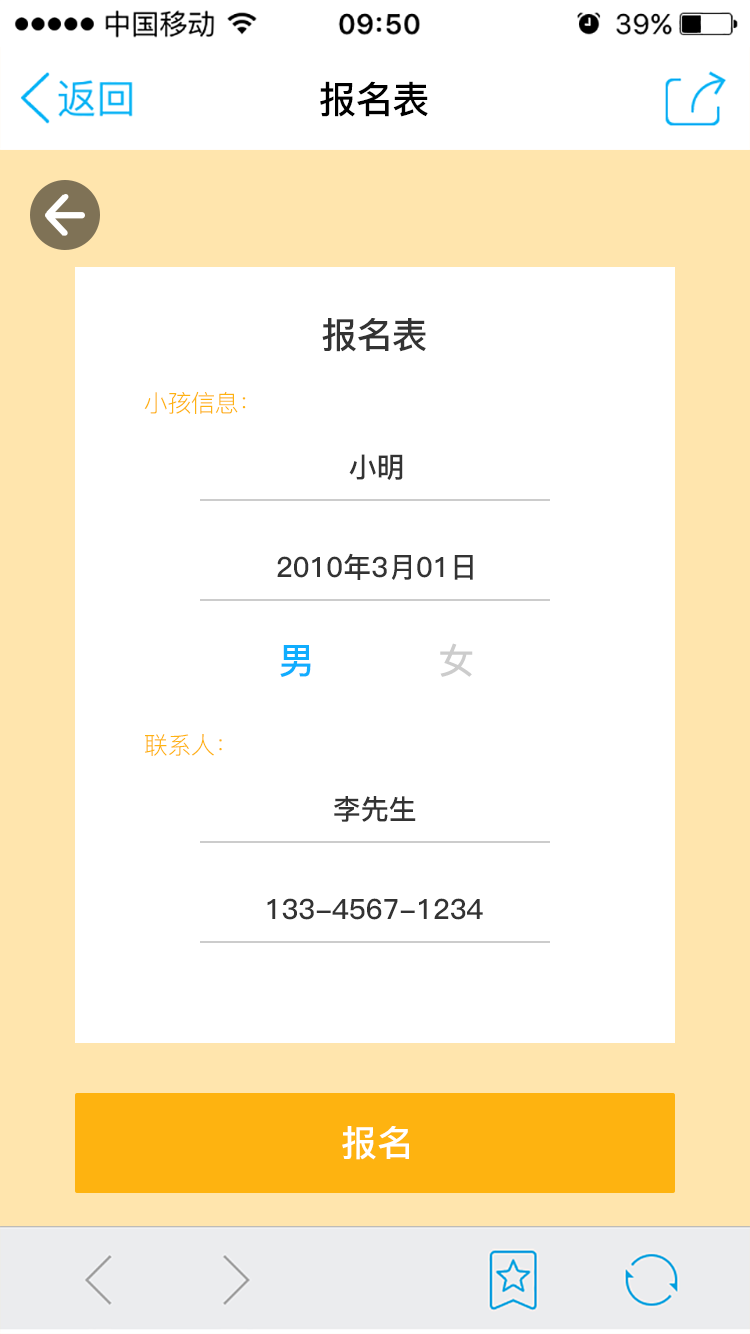 中国移动 09:50 39%
返回 报名表
报名表
小孩信息：
小明
2010年3月01日
男 女
联系人：
李先生
133-4567-1234
报名